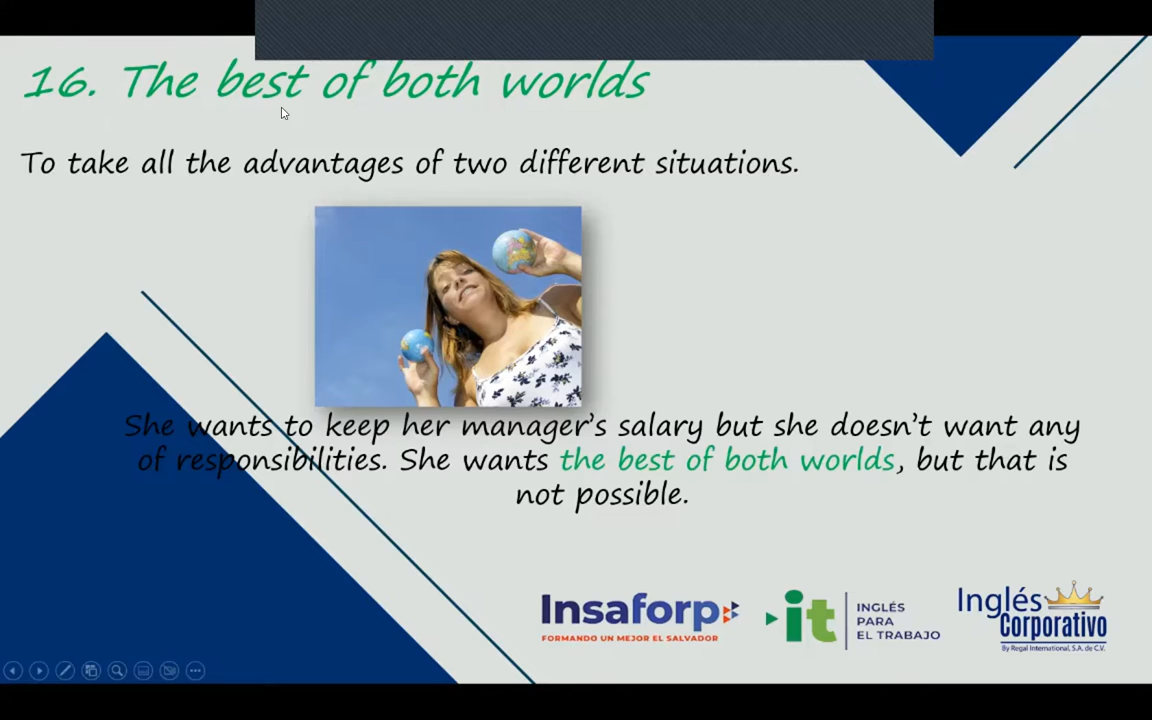 16. The best of both worlds
To take all the advantages of two different situations.
She wants to keep her manager's salary but she doesn't want any
of responsibilities. She wants the best of both worlds, but that is
not possible.
Insaforp
FORMANDO UN MEJOR EL SALVADOR
it
INGLÉS
PARA
EL TRABAJO
Inglés
Corporativo
By Regal International, S.A. de C.V.